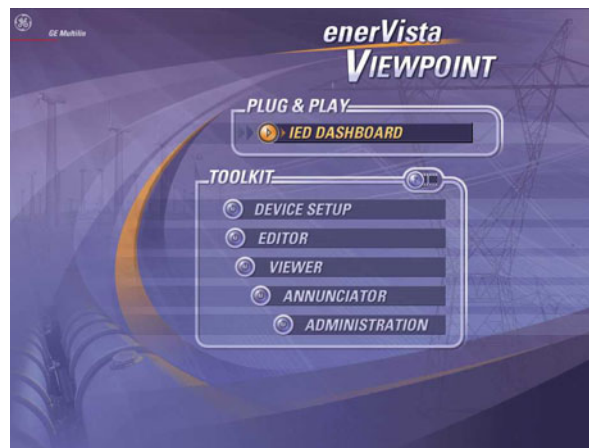 GE Multilin
enerVista
VIEWPOINT
PLUG & PLAY
IED DASHBOARD
TOOLKIT
DEVICE SETUP
EDITOR
VIEWER
ANNUNCIATOR
ADMINISTRATION